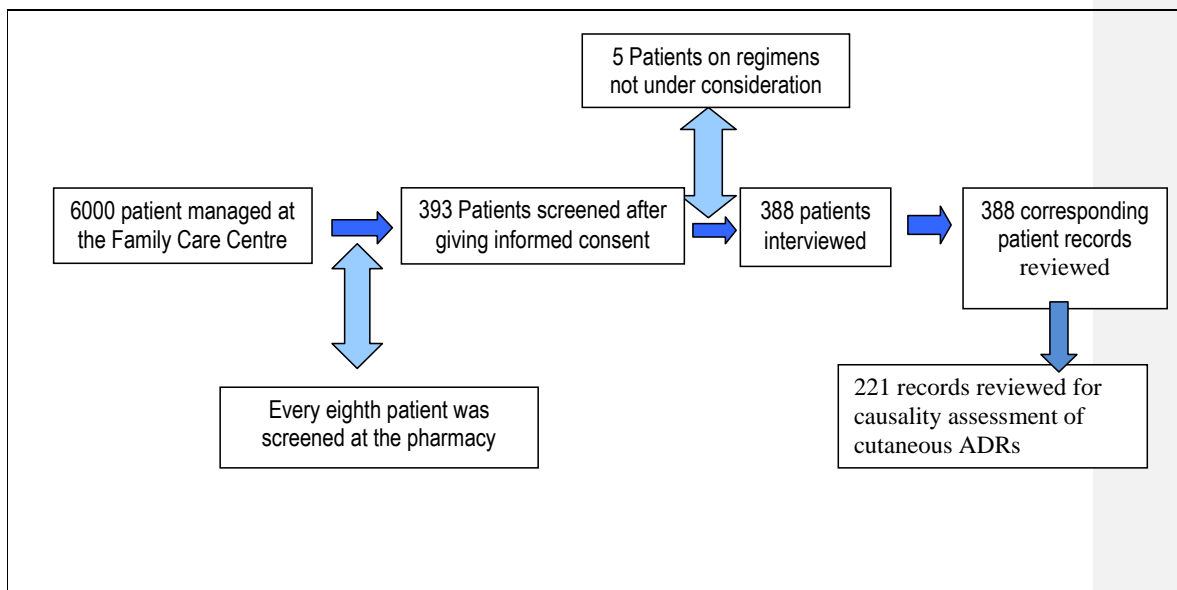 5 Patients on regimens
not under consideration
6000 patient managed at
the Family Care Centre
393 Patients screened after
giving informed consent
388 patients
interviewed
388 corresponding
patient records
reviewed
Every eighth patient was
screened at the pharmacy
221 records reviewed for
causality assessment of
cutaneous ADRs